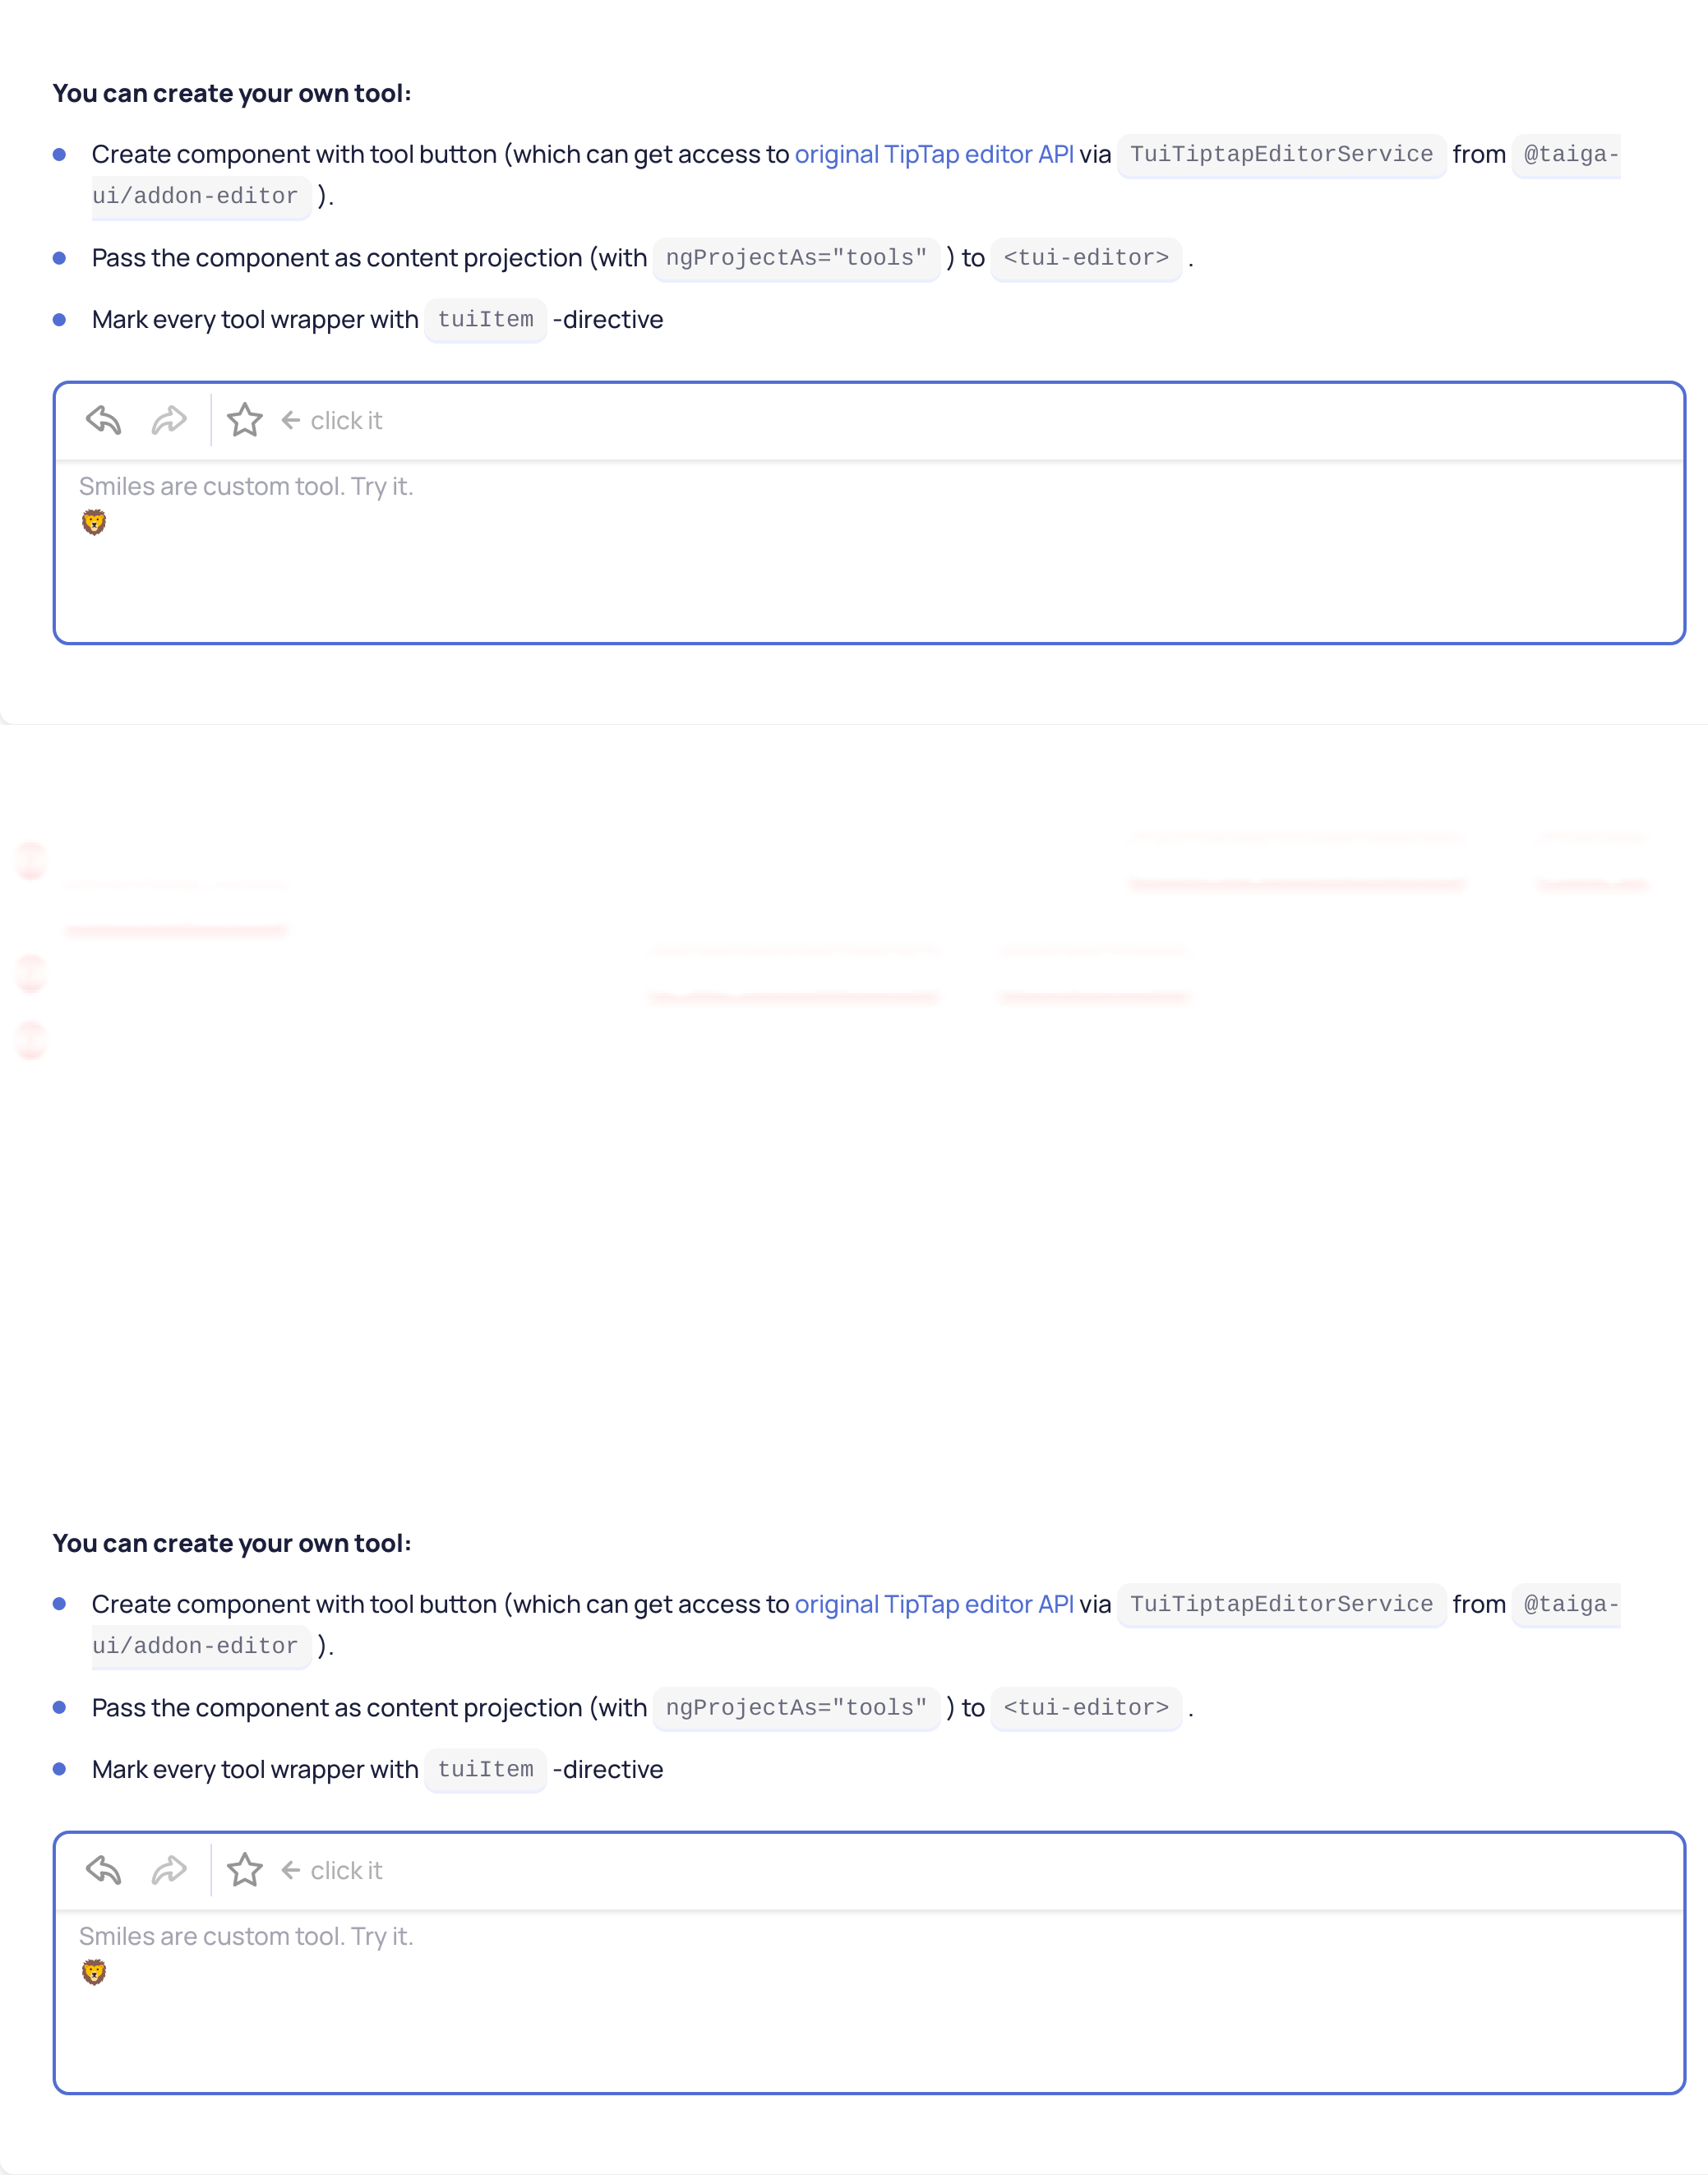 You can create your own tool:
Create component with tool button (which can get access to original TipTap editor API via TuiTiptapEditorService from @taiga-
ui/addon-editor ).
Pass the component as content projection (with ngProjectAs="tools" ) to <tui-editor> .
Mark every tool wrapper with tuiItem -directive
← click it
Smiles are custom tool. Try it.
🦁
You can create your own tool:
Create component with tool button (which can get access to original TipTap editor API via TuiTiptapEditorService from @taiga-
ui/addon-editor ).
Pass the component as content projection (with ngProjectAs="tools" ) to <tui-editor> .
Mark every tool wrapper with tuiItem -directive
← click it
Smiles are custom tool. Try it.
🦁